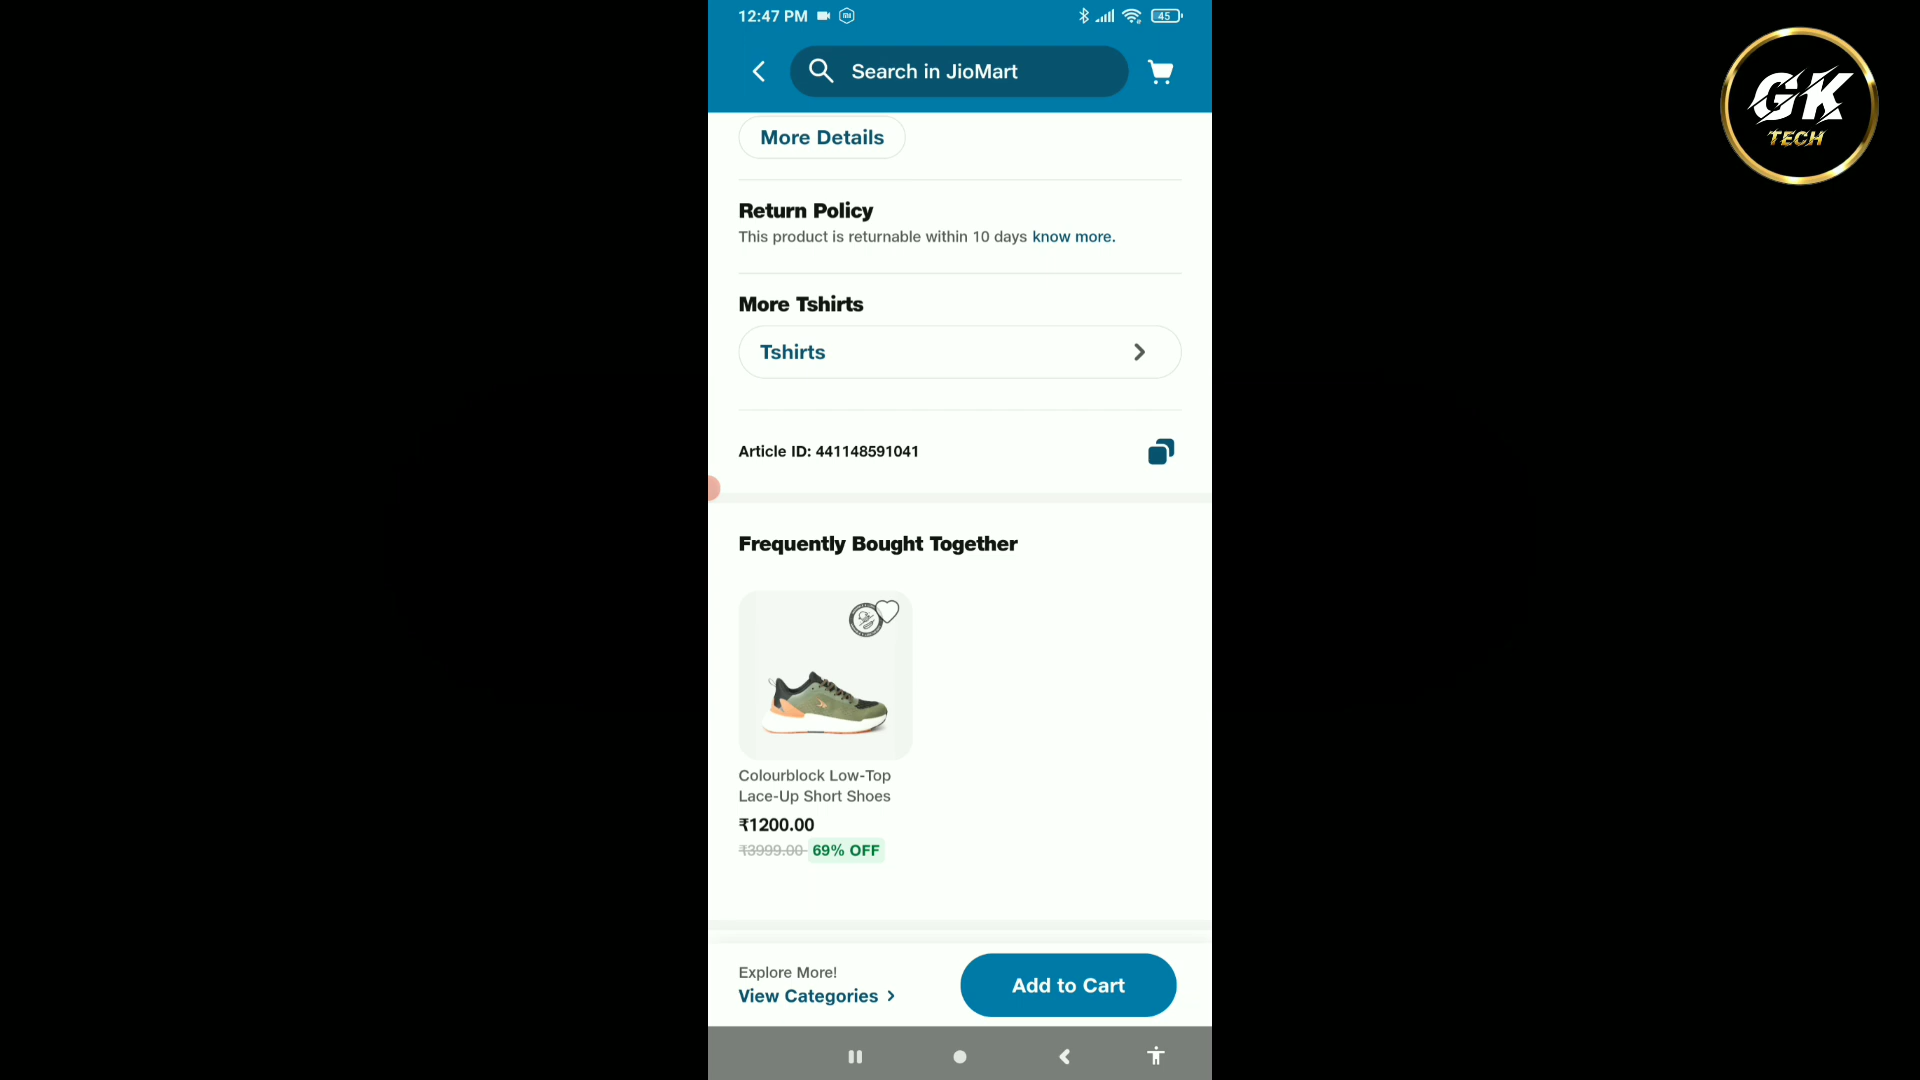 12:47 PM
45
Search in JioMart
GK
TECH
More Details
Return Policy
This product is returnable within 10 days know more.
More Tshirts
Tshirts
Article ID: 441148591041
Frequently Bought Together
Colourblock Low-Top
Lace-Up Short Shoes
₹1200.00
₹3999.00 69% OFF
Explore More!
View Categories
Add to Cart